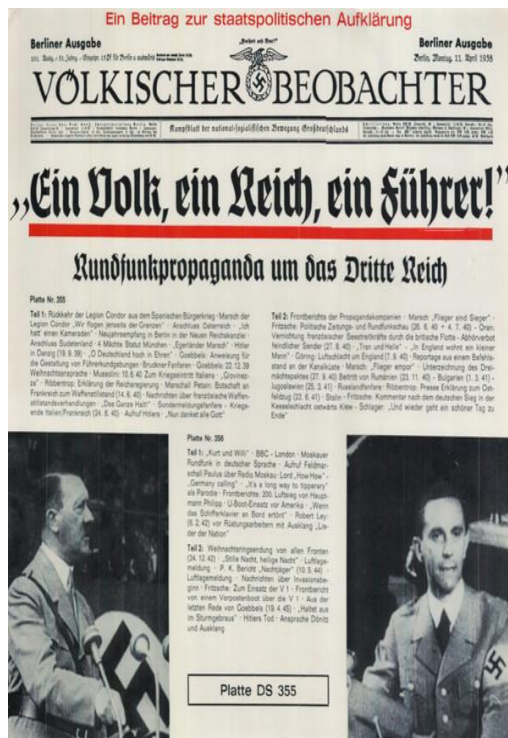 Ein Beitrag zur staatspolitischen Aufklärung
Berliner Ausgabe
Berliner Ausgabe
Berlin, Montag, 11. April 1938
VÖLKISCHER BEOBACHTER
Kampfblatt der national-sozialistischen Bewegung Großdeutschlands
„Ein Volk, ein Reich, ein Führer!"
Rundfunkpropaganda um das Dritte Reich
Platte Nr. 355
Teil 1: Rückkehr der Legion Condor aus dem Spanischen Bürgerkrieg · Marsch der
Legion Condor „Wir flogen jenseits der Grenzen" · Anschluss Österreich · „Ich
hatt' einen Kameraden" · Neujahrsempfang in Berlin in der Neuen Reichskanzlei ·
Anschluss Sudetenland · 4 Mächte Statut München · „Egerländer Marsch" · Hitler
in Danzig (19. 9. 39) · „O Deutschland hoch in Ehren" · Goebbels: Anweisung für
die Gestaltung von Führerkundgebungen · Bruckner-Fanfaren · Goebbels 22. 12. 39
Weihnachtsansprache · Mussolini: 10. 6. 40 Zum Kriegseintritt Italiens · „Giovinez-
za" · Ribbentrop: Erklärung der Reichsregierung · Marschall Petain: Botschaft an
Frankreich zum Waffenstillstand (14. 6. 40) · Nachrichten über französische Waffen-
stillstandsverhandlungen · „Das Ganze Halt!" · Sondermeldungsfanfare · Kriegs-
ende Italien/Frankreich (24. 6. 40) · Aufruf Hitlers · „Nun danket alle Gott"
Teil 2: Frontberichte der Propagandakompanien · Marsch „Flieger sind Sieger" ·
Fritzsche: Politische Zeitungs- und Rundfunkschau (26. 6. 40 + 4. 7. 40) · Oran:
Vernichtung französischer Seestreitkräfte durch die britische Flotte · Abhörverbot
feindlicher Sender (27. 8. 40) · „Tran und Helle" · „In England wohnt ein kleiner
Mann" · Göring: Luftschlacht um England (7. 9. 40) · Reportage aus einem Befehls-
stand an der Kanalküste · Marsch: „Flieger empor" · Unterzeichnung des Drei-
mächtepaktes (27. 9. 40) Beitritt von Rumänien (23. 11. 40) · Bulgarien (1. 3. 41) ·
Jugoslawien (25. 3. 41) · Russlandfanfare · Ribbentrop: Presse Erklärung zum Ost-
feldzug (22. 6. 41) · Stalin · Fritzsche: Kommentar nach dem deutschen Sieg in der
Kesselschlacht ostwärts Kiew · Schlager: „Und wieder geht ein schöner Tag zu
Ende"
Platte Nr. 356
Teil 1: „Kurt und Willi" · BBC - London · Moskauer
Rundfunk in deutscher Sprache · Aufruf Feldmar-
schall Paulus über Radio Moskau · Lord „How How" ·
„Germany calling" · „It's a long way to tipperary"
als Parodie · Frontberichte: 200. Luftsieg von Haupt-
mann Philipp · U-Boot-Einsatz vor Amerika · „Wenn
das Schifferklavier an Bord ertönt" · Robert Ley:
(6. 2. 42) vor Rüstungsarbeitern mit Ausklang „Lie-
der der Nation"
Teil 2: Weihnachtsringsendung von allen Fronten
(24. 12. 42) · „Stille Nacht, heilige Nacht" · Luftlage-
meldung · P. K. Bericht „Nachtjäger" (10. 5. 44) ·
Luftlagemeldung · Nachrichten über Invasionsbe-
ginn · Fritzsche: Zum Einsatz der V 1 · Frontbericht
von einem Vorpostenboot über die V 1 · Aus der
letzten Rede von Goebbels (19. 4. 45) · „Haltet aus
im Sturmgebraus" · Hitlers Tod · Ansprache Dönitz
und Ausklang
Platte DS 355